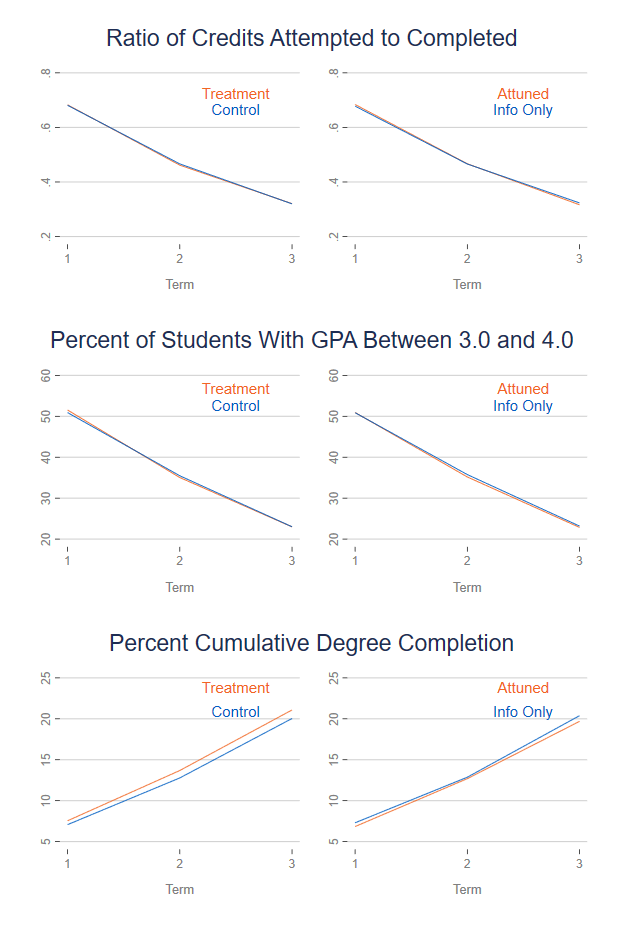 Ratio of Credits Attempted to Completed
.8
.6
.4
.2
Treatment
Control
1 2 3
Term
.8
.6
.4
.2
Attuned
Info Only
1 2 3
Term
Percent of Students With GPA Between 3.0 and 4.0
60
50
40
30
20
Treatment
Control
1 2 3
Term
60
50
40
30
20
Attuned
Info Only
1 2 3
Term
Percent Cumulative Degree Completion
25
20
15
10
5
Treatment
Control
1 2 3
Term
25
20
15
10
5
Attuned
Info Only
1 2 3
Term